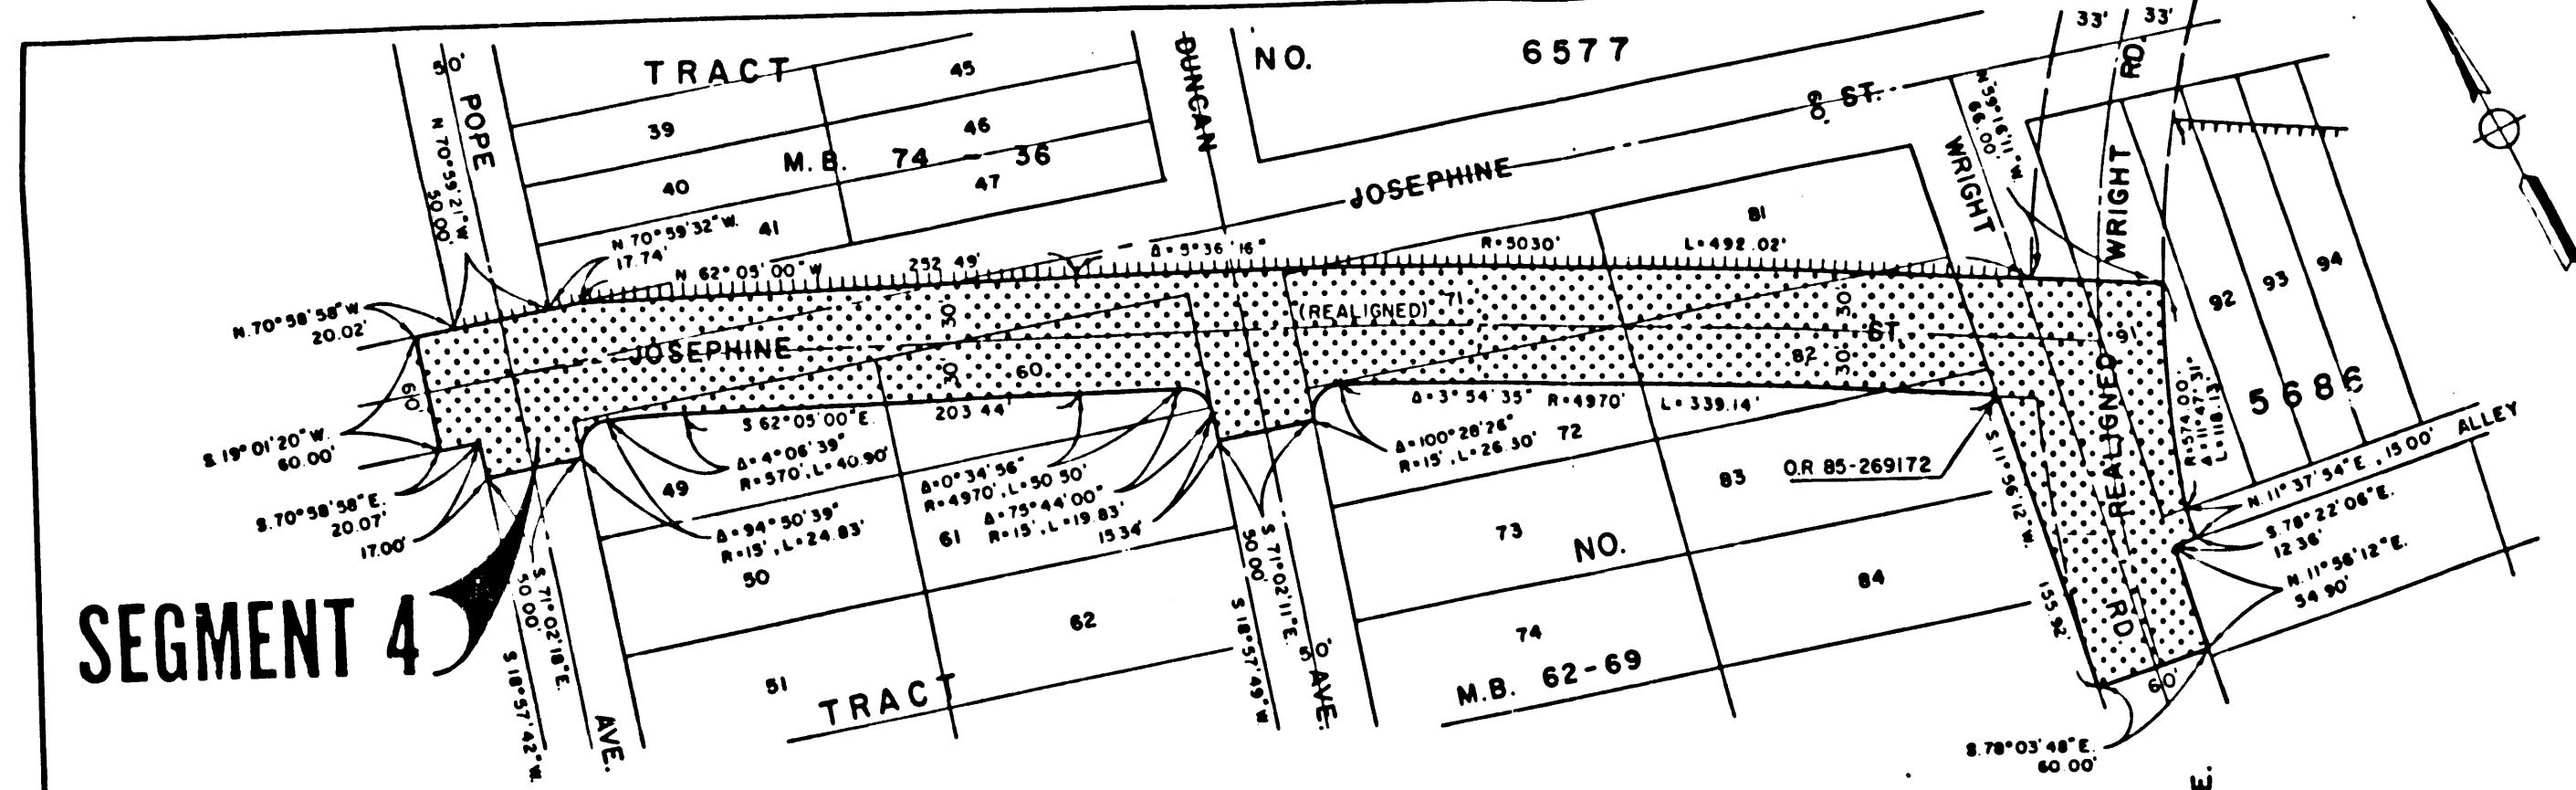 50'
POPE
N 70°59'21" W
50.00'
TRACT
45
39
46
M. B. 74 - 36
40
47
41
N 70°59'32" W.
17.74'
N 62°05'00" W
252.49'
DUNCAN
NO. 6577
JOSEPHINE ST.
60'
Δ=5°36'16"
R=5030'
L=492.02'
81
WRIGHT
N 59°16'11" W.
66.00'
33' 33'
WRIGHT RD.
92
93
94
5686
N. 70°58'58" W
20.02'
60'
S. 19°01'20" W.
60.00'
S. 70°58'58" E.
20.07'
17.00'
JOSEPHINE
(REALIGNED)
ST.
30'
30'
60
71
82
30'
30'
91
REALIGNED
RD
S 62°05'00" E.
203.44'
Δ=4°06'39"
R=570', L=40.90'
49
Δ=94°50'39"
R=15', L=24.83'
50
Δ=0°34'56"
R=4970', L=50.50'
Δ=75°44'00"
61 R=15', L=19.83'
15.34'
Δ=3°54'35" R=4970' L=339.14'
Δ=100°28'26"
R=15', L=26.30'
72
83
O.R 85-269172
S 11°56'12" W.
155.92'
R=574.00'
Δ=11°47'31"
L=118.13'
N. 11°37'54" E., 15.00'
ALLEY
S. 78°22'06" E.
12.36'
N. 11°56'12" E.
54.90'
SEGMENT 4
S 71°02'18" E.
50.00'
S 18°57'42" W.
AVE.
51
62
TRACT
50.00'
S 71°02'11" E.
S 18°57'49" W
50'
AVE.
73
NO.
84
74
M.B. 62-69
60'
S. 78°03'48" E.
60.00'
E.